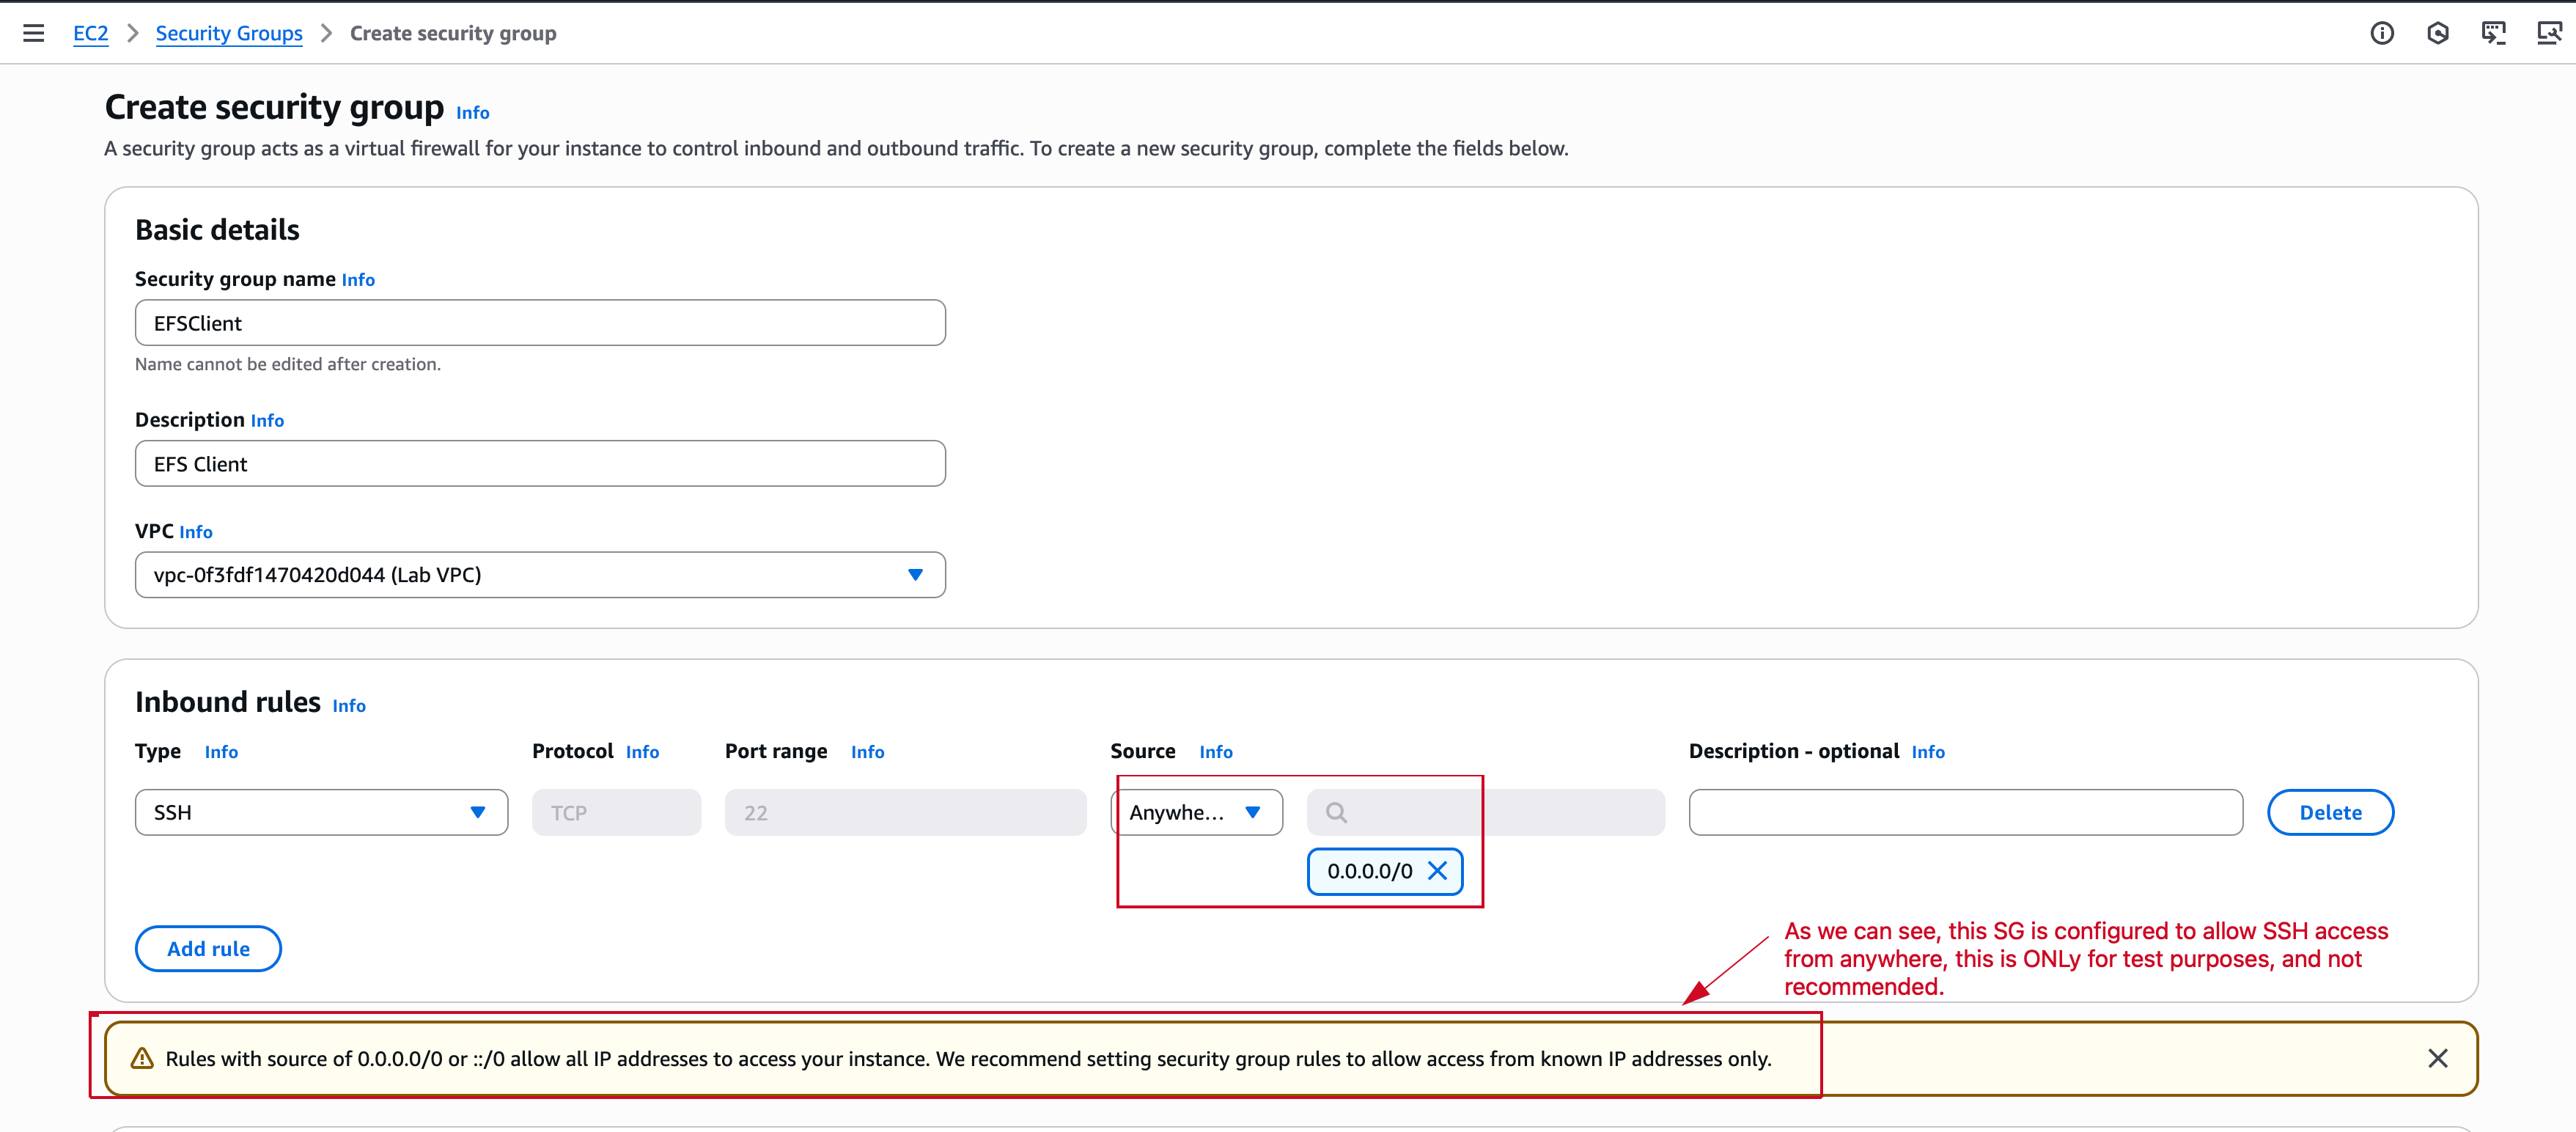 EC2 > Security Groups > Create security group
Create security group Info
A security group acts as a virtual firewall for your instance to control inbound and outbound traffic. To create a new security group, complete the fields below.
Basic details
Security group name Info
EFSClient
Name cannot be edited after creation.
Description Info
EFS Client
VPC Info
vpc-0f3fdf1470420d044 (Lab VPC)
Inbound rules Info
Type Info Protocol Info Port range Info Source Info Description - optional Info
SSH TCP 22 Anywhe... Delete
0.0.0.0/0
Add rule
As we can see, this SG is configured to allow SSH access
from anywhere, this is ONLy for test purposes, and not
recommended.
Rules with source of 0.0.0.0/0 or ::/0 allow all IP addresses to access your instance. We recommend setting security group rules to allow access from known IP addresses only.